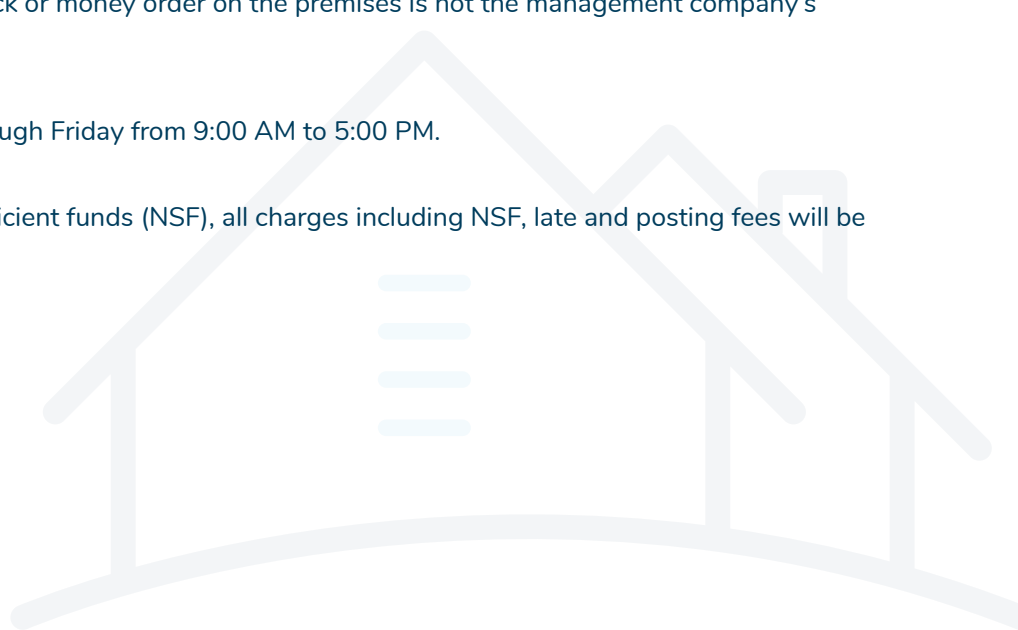 ck or money order on the premises is not the management company's
ugh Friday from 9:00 AM to 5:00 PM.
icient funds (NSF), all charges including NSF, late and posting fees will be